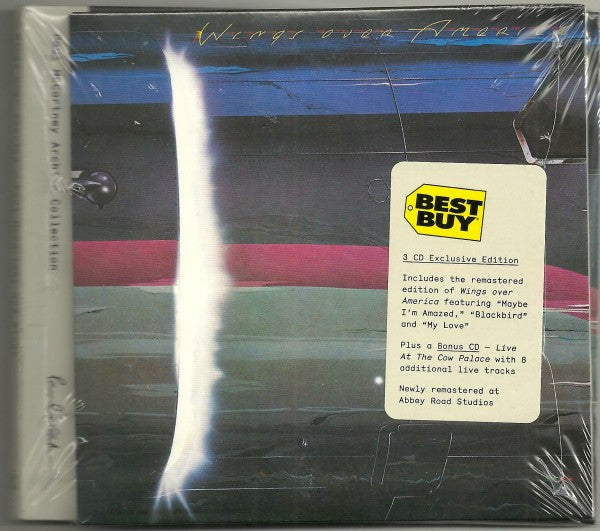 Wings over America
Paul McCartney Archive Collection
BEST
BUY
3 CD Exclusive Edition
Includes the remastered
edition of Wings over
America featuring “Maybe
I’m Amazed,” “Blackbird”
and “My Love”
Plus a Bonus CD – Live
At The Cow Palace with 8
additional live tracks
Newly remastered at
Abbey Road Studios